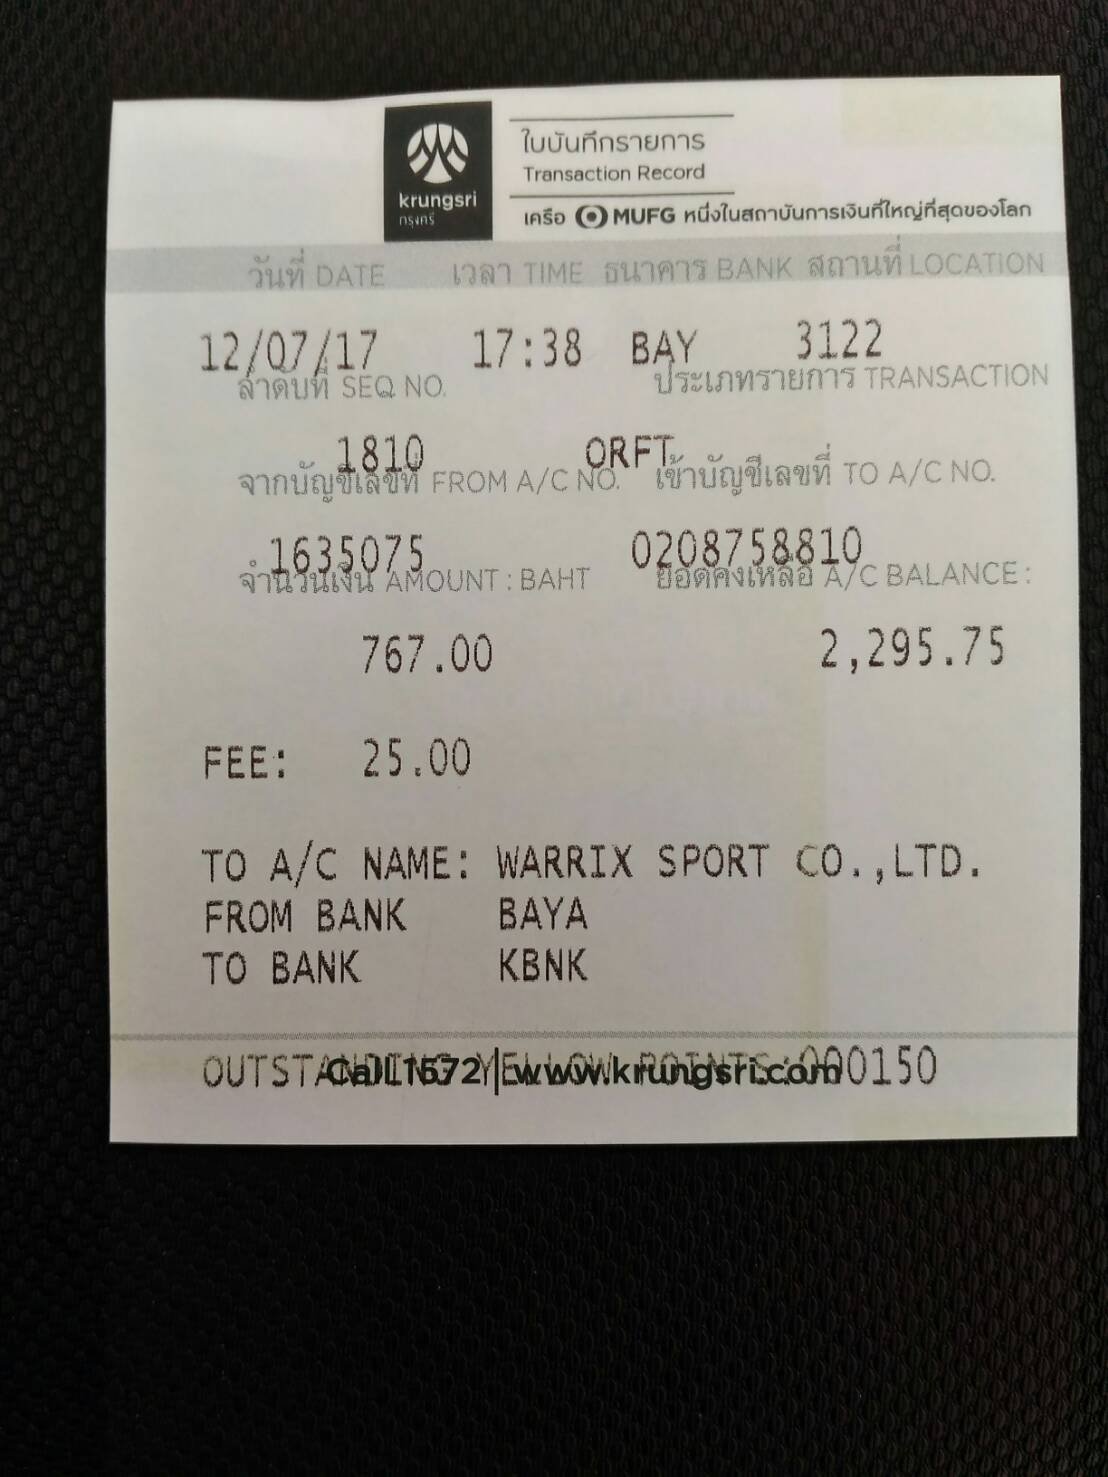 krungsri
กรุงศรี
ใบบันทึกรายการ
Transaction Record
เครือ MUFG หนึ่งในสถาบันการเงินที่ใหญ่ที่สุดของโลก
วันที่ DATE เวลา TIME ธนาคาร BANK สถานที่ LOCATION
12/07/17 17:38 BAY 3122
ลำดับที่ SEQ NO. ประเภทรายการ TRANSACTION
1810 ORFT
จากบัญชีเลขที่ FROM A/C NO. เข้าบัญชีเลขที่ TO A/C NO.
1635075 0208758810
จำนวนเงิน AMOUNT : BAHT ยอดคงเหลือ A/C BALANCE :
767.00 2,295.75
FEE: 25.00
TO A/C NAME: WARRIX SPORT CO.,LTD.
FROM BANK BAYA
TO BANK KBNK
OUTSTANDING YELLOW POINTS:000150
Call 1572 | www.krungsri.com